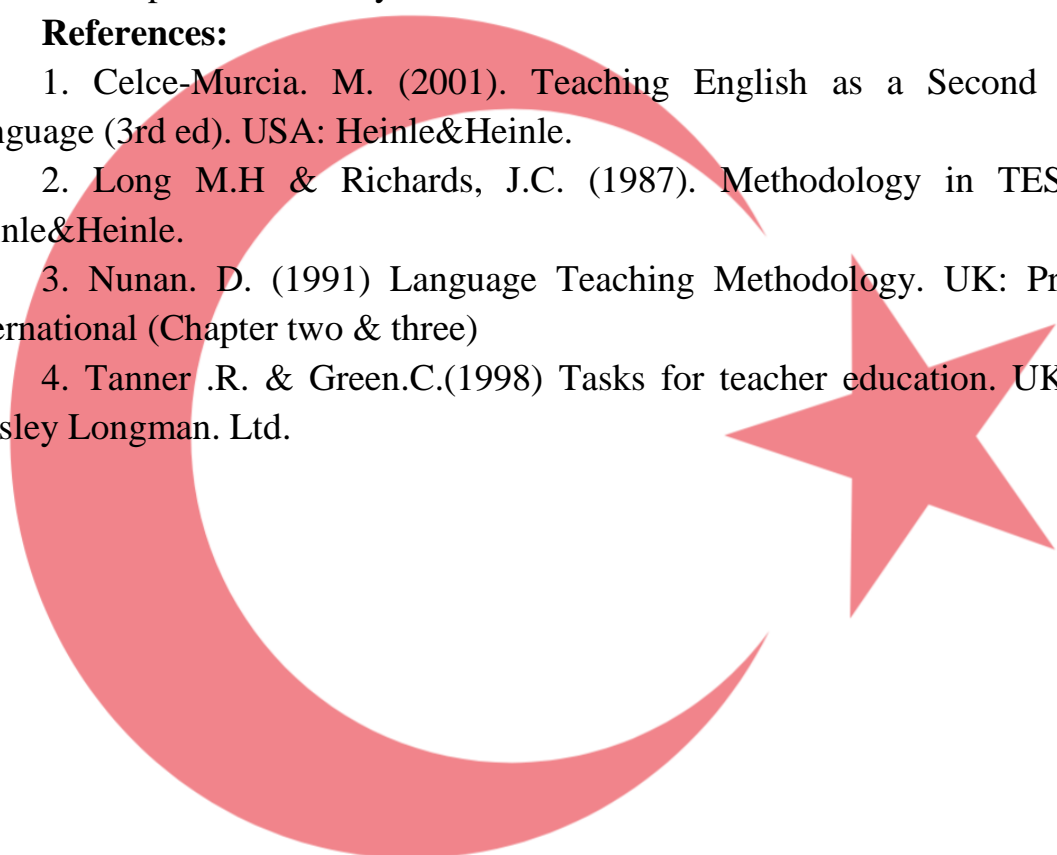 References:
1. Celce-Murcia. M. (2001). Teaching English as a Second
nguage (3rd ed). USA: Heinle&Heinle.
2. Long M.H & Richards, J.C. (1987). Methodology in TES
nle&Heinle.
3. Nunan. D. (1991) Language Teaching Methodology. UK: Pr
ernational (Chapter two & three)
4. Tanner .R. & Green.C.(1998) Tasks for teacher education. UK
sley Longman. Ltd.